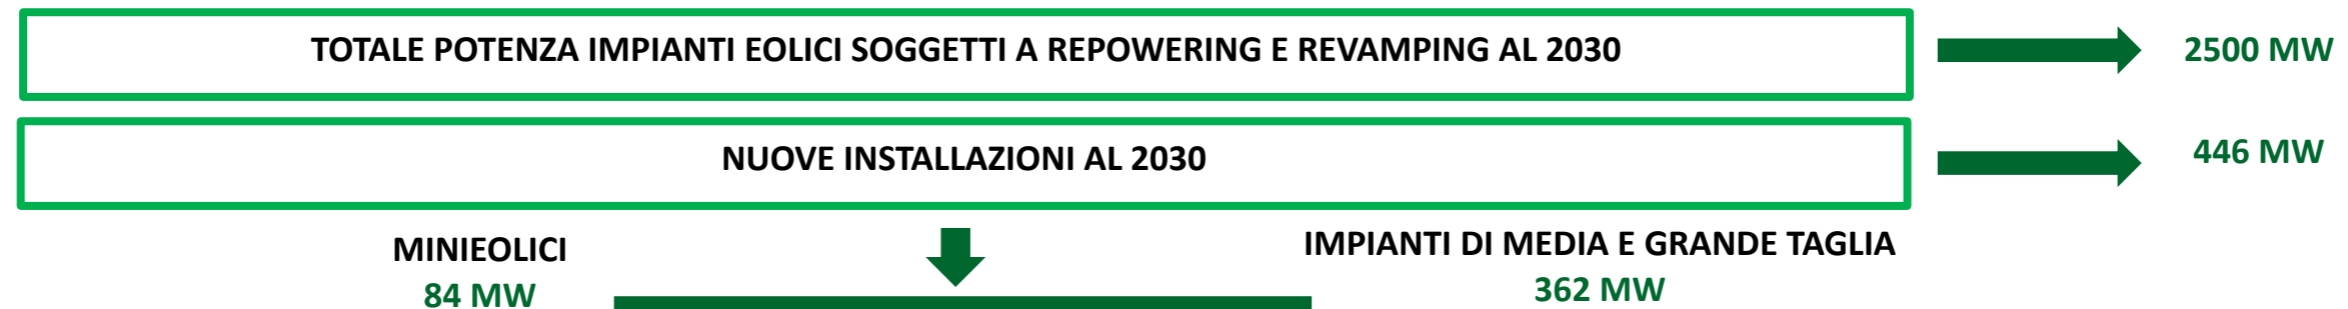 TOTALE POTENZA IMPIANTI EOLICI SOGGETTI A REPOWERING E REVAMPING AL 2030
2500 MW
NUOVE INSTALLAZIONI AL 2030
446 MW
MINIEOLICI
84 MW
IMPIANTI DI MEDIA E GRANDE TAGLIA
362 MW